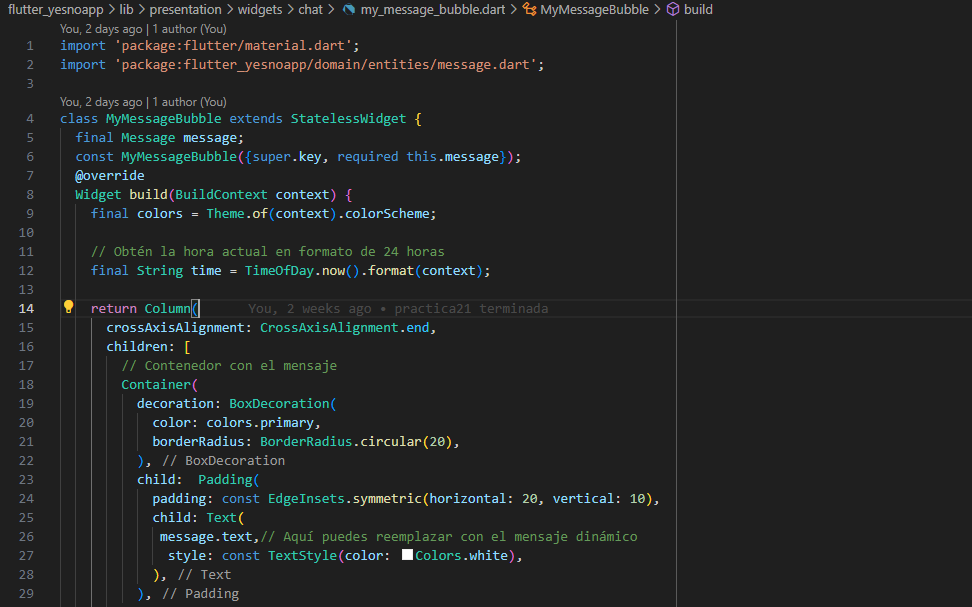 flutter_yesnoapp > lib > presentation > widgets > chat > my_message_bubble.dart > MyMessageBubble > build
You, 2 days ago | 1 author (You)
1 import 'package:flutter/material.dart';
2 import 'package:flutter_yesnoapp/domain/entities/message.dart';
3
You, 2 days ago | 1 author (You)
4 class MyMessageBubble extends StatelessWidget {
5   final Message message;
6   const MyMessageBubble({super.key, required this.message});
7   @override
8   Widget build(BuildContext context) {
9     final colors = Theme.of(context).colorScheme;
10
11     // Obtén la hora actual en formato de 24 horas
12     final String time = TimeOfDay.now().format(context);
13
14     return Column(       You, 2 weeks ago • practica21 terminada
15       crossAxisAlignment: CrossAxisAlignment.end,
16       children: [
17         // Contenedor con el mensaje
18         Container(
19           decoration: BoxDecoration(
20             color: colors.primary,
21             borderRadius: BorderRadius.circular(20),
22           ), // BoxDecoration
23           child:  Padding(
24             padding: const EdgeInsets.symmetric(horizontal: 20, vertical: 10),
25             child: Text(
26              message.text,// Aquí puedes reemplazar con el mensaje dinámico
27               style: const TextStyle(color: Colors.white),
28             ), // Text
29           ), // Padding